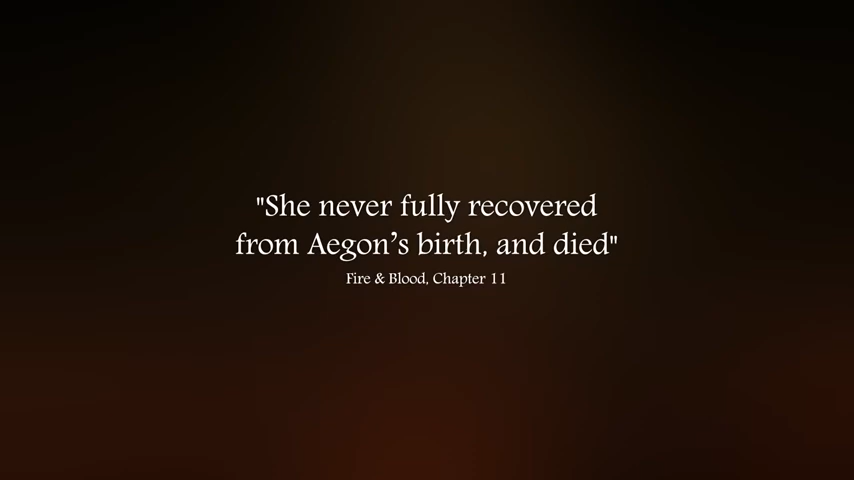 "She never fully recovered
from Aegon’s birth, and died"
Fire & Blood, Chapter 11